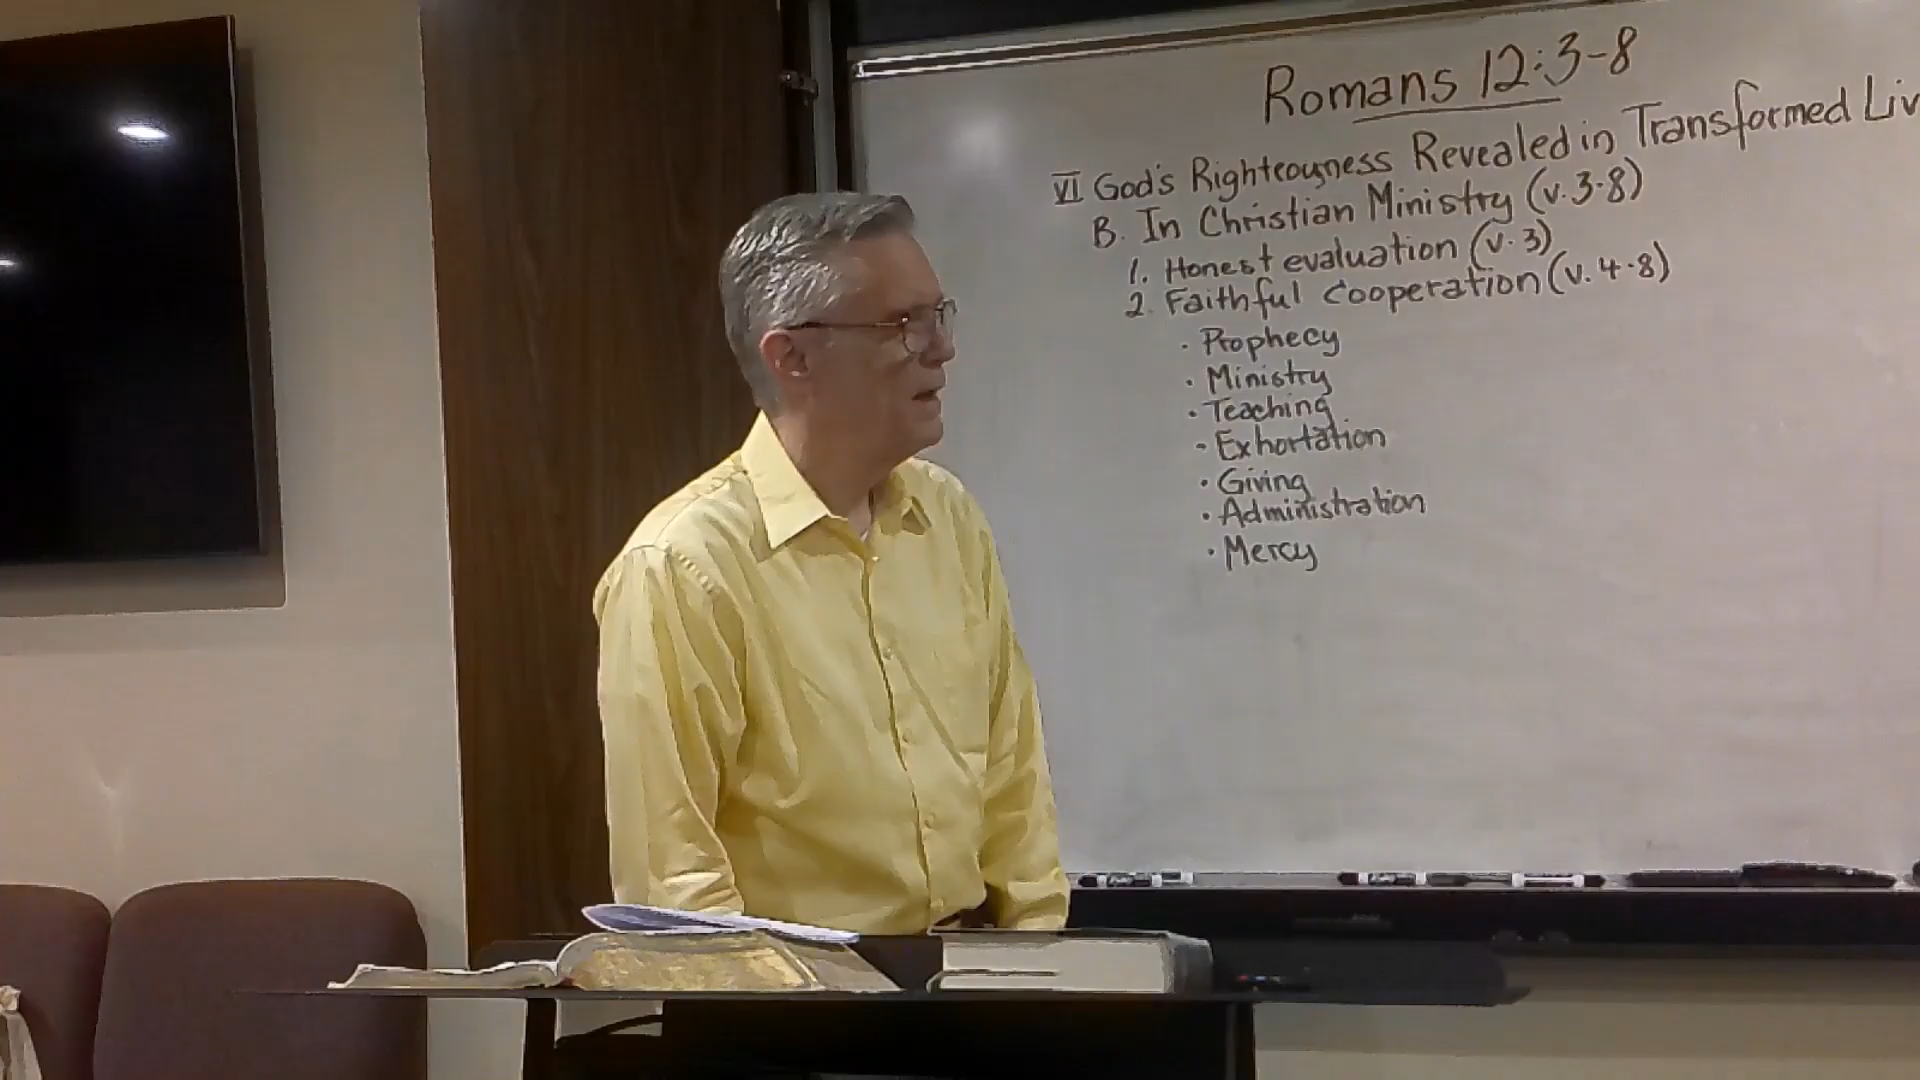 Romans 12:3-8
VI God's Righteousness Revealed in Transformed Liv
B. In Christian Ministry (v.3-8)
1. Honest evaluation (v. 3)
2. Faithful Cooperation (v. 4-8)
· Prophecy
· Ministry
· Teaching
- Exhortation
· Giving
· Administration
· Mercy